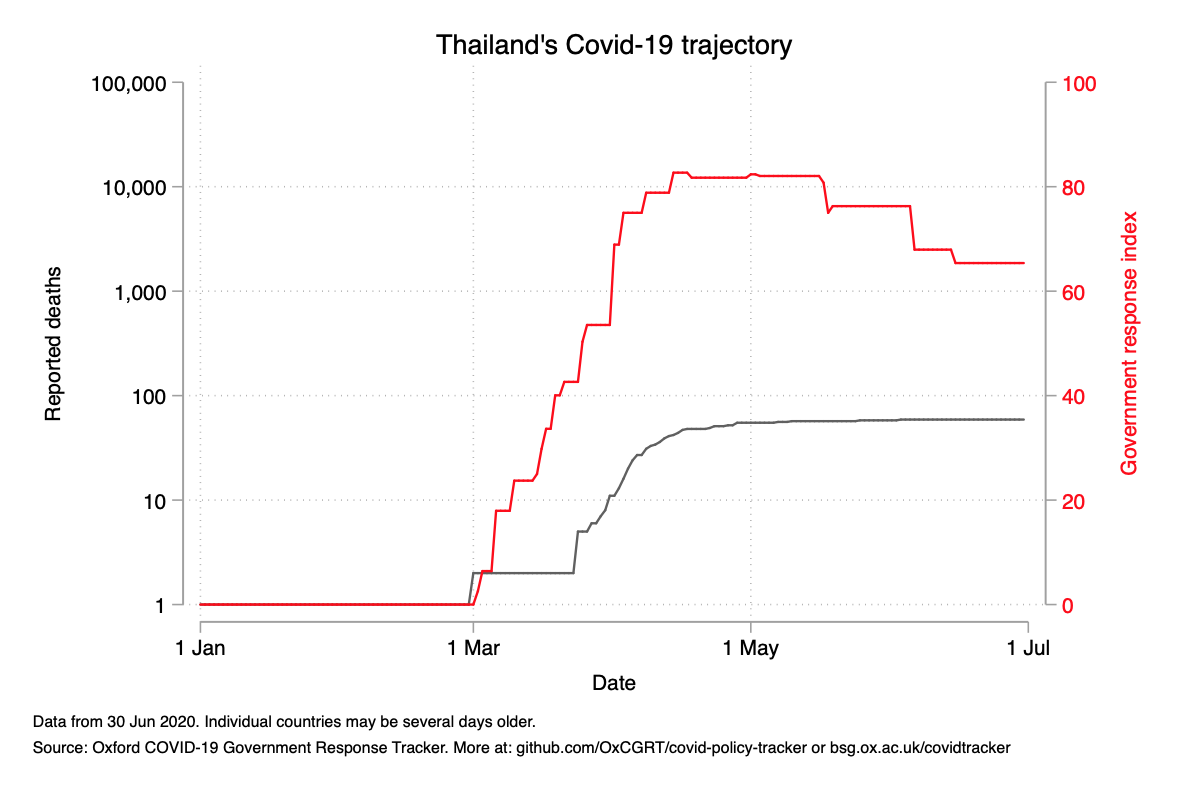 Thailand's Covid-19 trajectory
100,000
10,000
1,000
100
10
1
Reported deaths
100
80
60
40
20
0
Government response index
1 Jan
1 Mar
1 May
1 Jul
Date
Data from 30 Jun 2020. Individual countries may be several days older.
Source: Oxford COVID-19 Government Response Tracker. More at: github.com/OxCGRT/covid-policy-tracker or bsg.ox.ac.uk/covidtracker